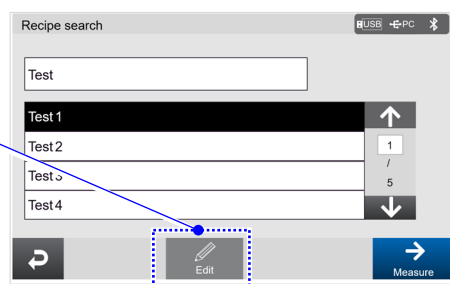 Recipe search
USB PC
Test
Test 1
Test 2
Test 3
Test 4
1
/
5
Edit
Measure